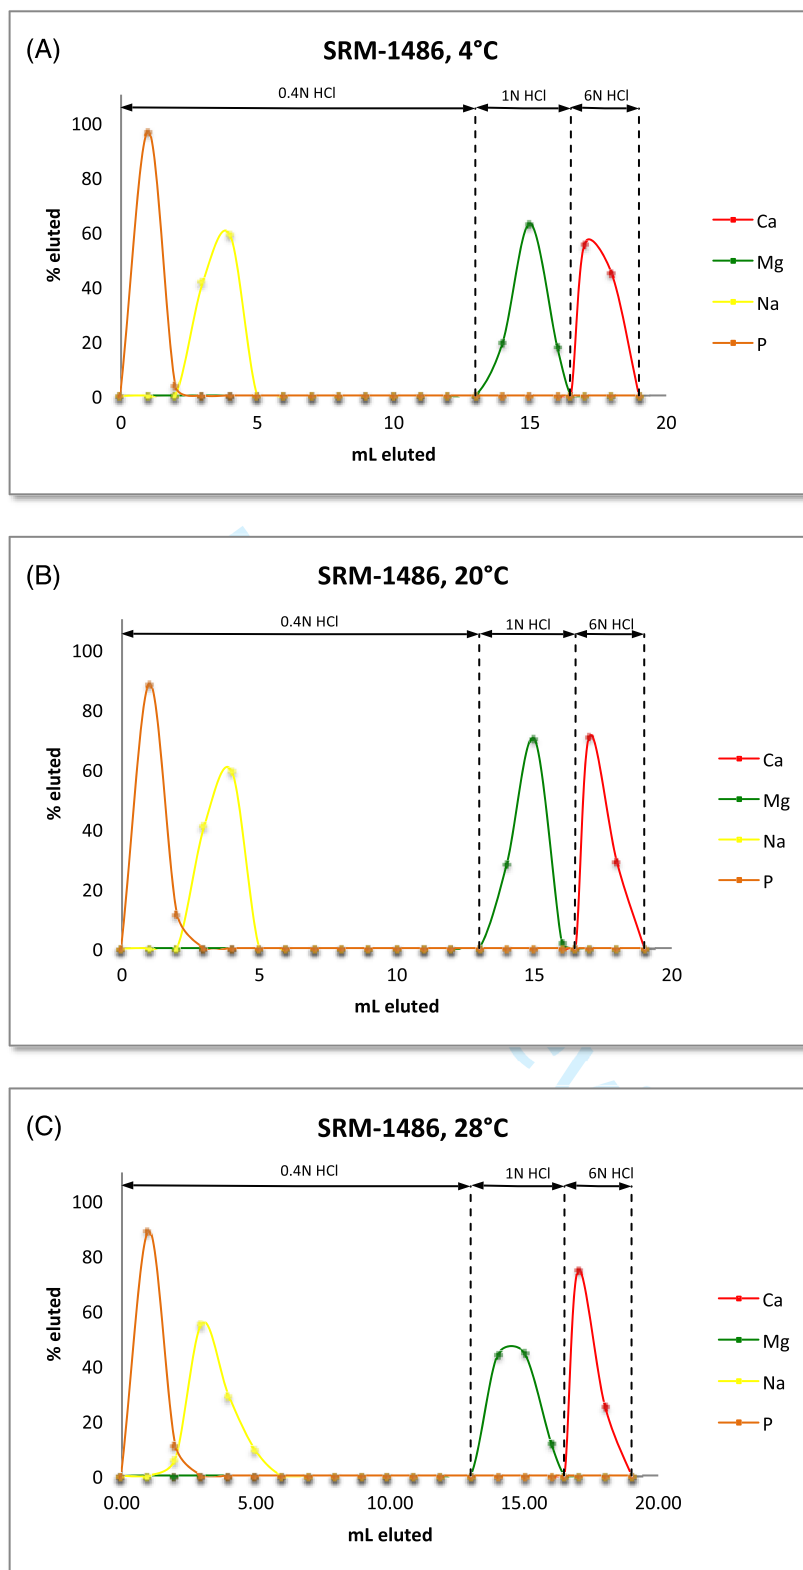 (A)
SRM-1486, 4°C
0.4N HCl
1N HCl
6N HCl
100
80
60
40
20
0
% eluted
0
5
10
15
20
mL eluted
Ca
Mg
Na
P
(B)
SRM-1486, 20°C
0.4N HCl
1N HCl
6N HCl
100
80
60
40
20
0
% eluted
0
5
10
15
20
mL eluted
Ca
Mg
Na
P
(C)
SRM-1486, 28°C
0.4N HCl
1N HCl
6N HCl
100
80
60
40
20
0
% eluted
0.00
5.00
10.00
15.00
20.00
mL eluted
Ca
Mg
Na
P